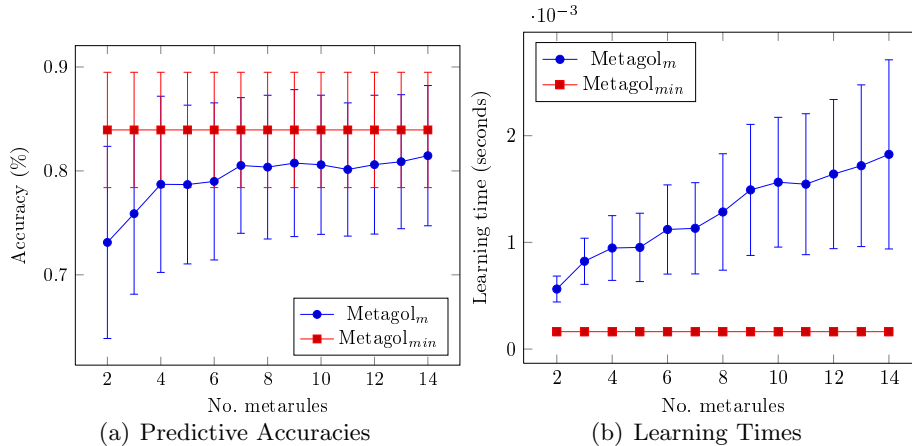 0.9
0.8
0.7
Accuracy (%)
Metagol_m
Metagol_min
2 4 6 8 10 12 14
No. metarules
(a) Predictive Accuracies
·10^−3
2
1
0
Learning time (seconds)
Metagol_m
Metagol_min
2 4 6 8 10 12 14
No. metarules
(b) Learning Times